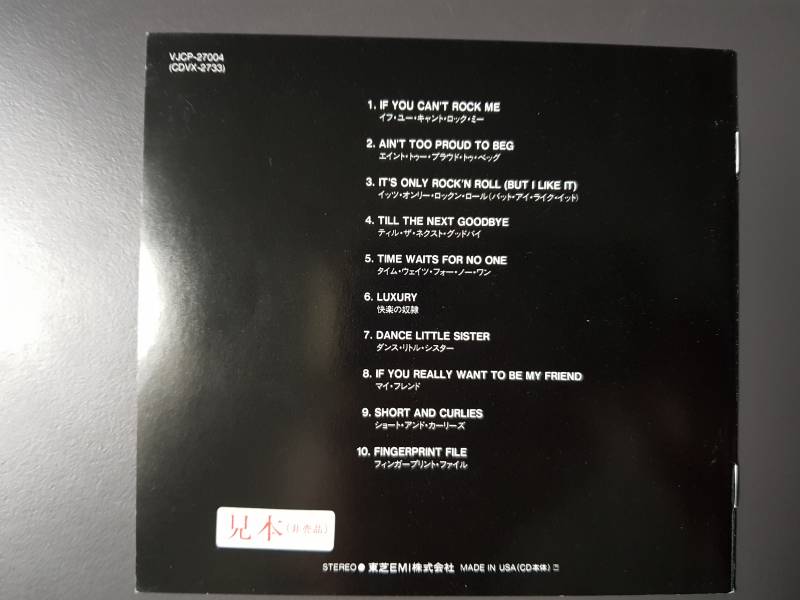 VJCP-27004
(CDVX-2733)
1. IF YOU CAN'T ROCK ME
イフ・ユー・キャント・ロック・ミー
2. AIN'T TOO PROUD TO BEG
エイント・トゥー・プラウド・トゥ・ベッグ
3. IT'S ONLY ROCK'N ROLL (BUT I LIKE IT)
イッツ・オンリー・ロックン・ロール(バット・アイ・ライク・イット)
4. TILL THE NEXT GOODBYE
ティル・ザ・ネクスト・グッドバイ
5. TIME WAITS FOR NO ONE
タイム・ウェイツ・フォー・ノー・ワン
6. LUXURY
快楽の奴隷
7. DANCE LITTLE SISTER
ダンス・リトル・シスター
8. IF YOU REALLY WANT TO BE MY FRIEND
マイ・フレンド
9. SHORT AND CURLIES
ショート・アンド・カーリーズ
10. FINGERPRINT FILE
フィンガープリント・ファイル
見本(非売品)
STEREO● 東芝EMI株式会社 MADE IN USA(CD本体)